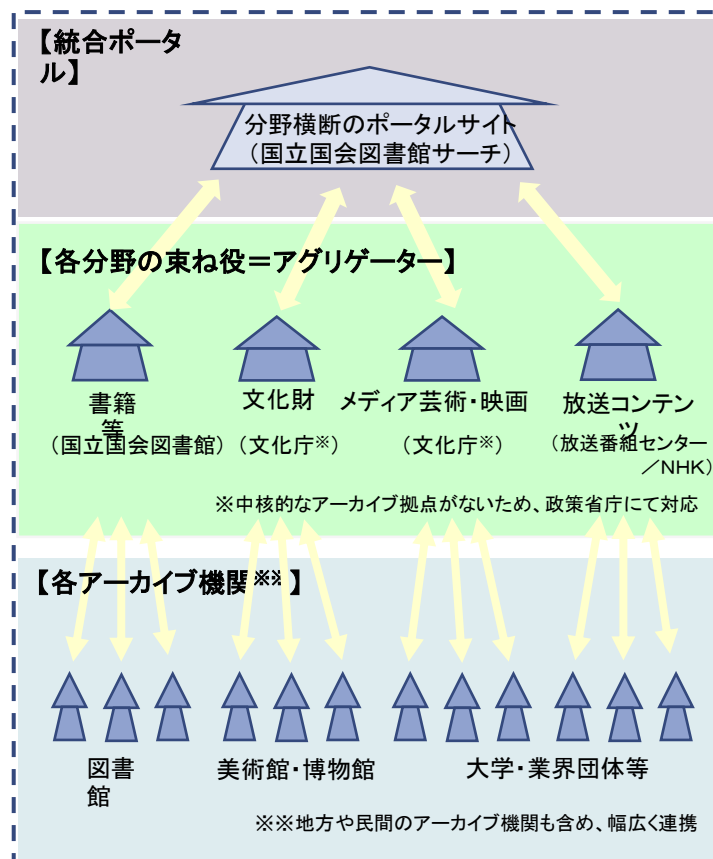 【統合ポータ
ル】
分野横断のポータルサイト
（国立国会図書館サーチ）
【各分野の束ね役＝アグリゲーター】
書籍
等
（国立国会図書館）
文化財
（文化庁※）
メディア芸術・映画
（文化庁※）
放送コンテン
ツ
（放送番組センター
／NHK）
※中核的なアーカイブ拠点がないため、政策省庁にて対応
【各アーカイブ機関※※】
図書
館
美術館・博物館
大学・業界団体等
※※地方や民間のアーカイブ機関も含め、幅広く連携